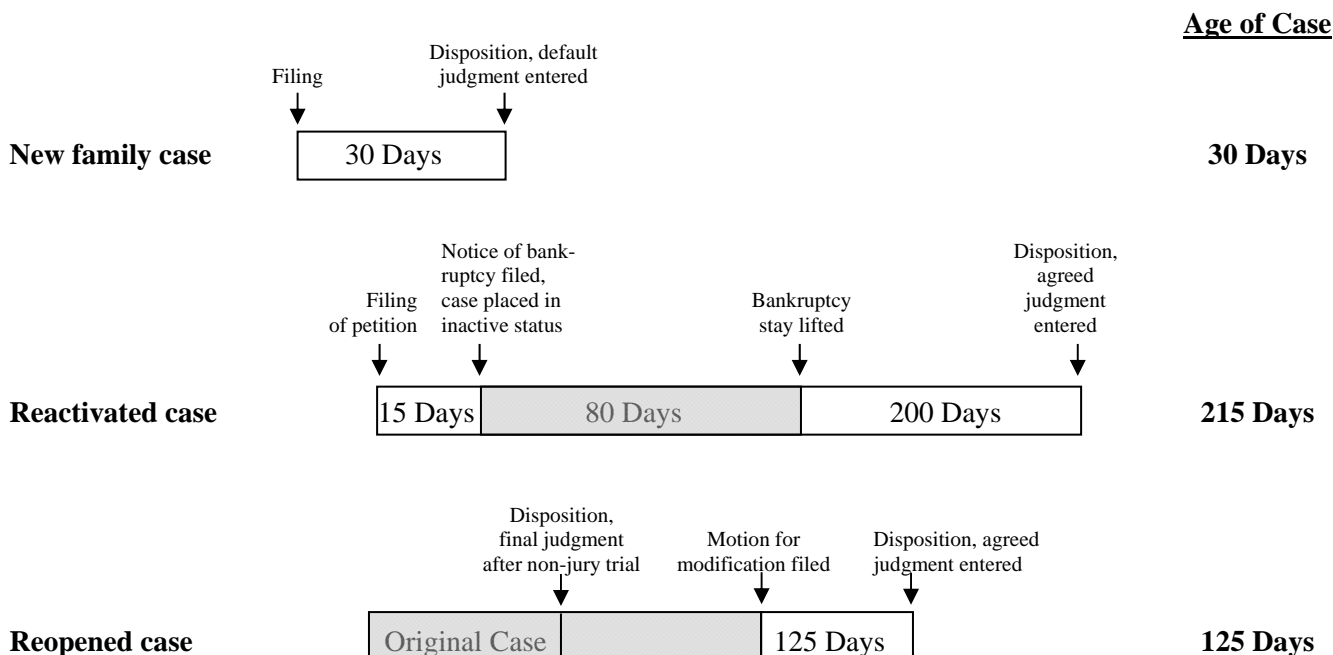 Age of Case
Disposition, default
judgment entered
Filing
New family case
30 Days
30 Days
Notice of bank-
ruptcy filed,
case placed in
inactive status
Filing
of petition
Bankruptcy
stay lifted
Disposition,
agreed
judgment
entered
Reactivated case
15 Days
80 Days
200 Days
215 Days
Disposition,
final judgment
after non-jury trial
Motion for
modification filed
Disposition, agreed
judgment entered
Reopened case
Original Case
125 Days
125 Days